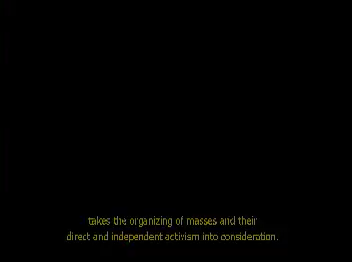 takes the organizing of masses and their
direct and independent activism into consideration.